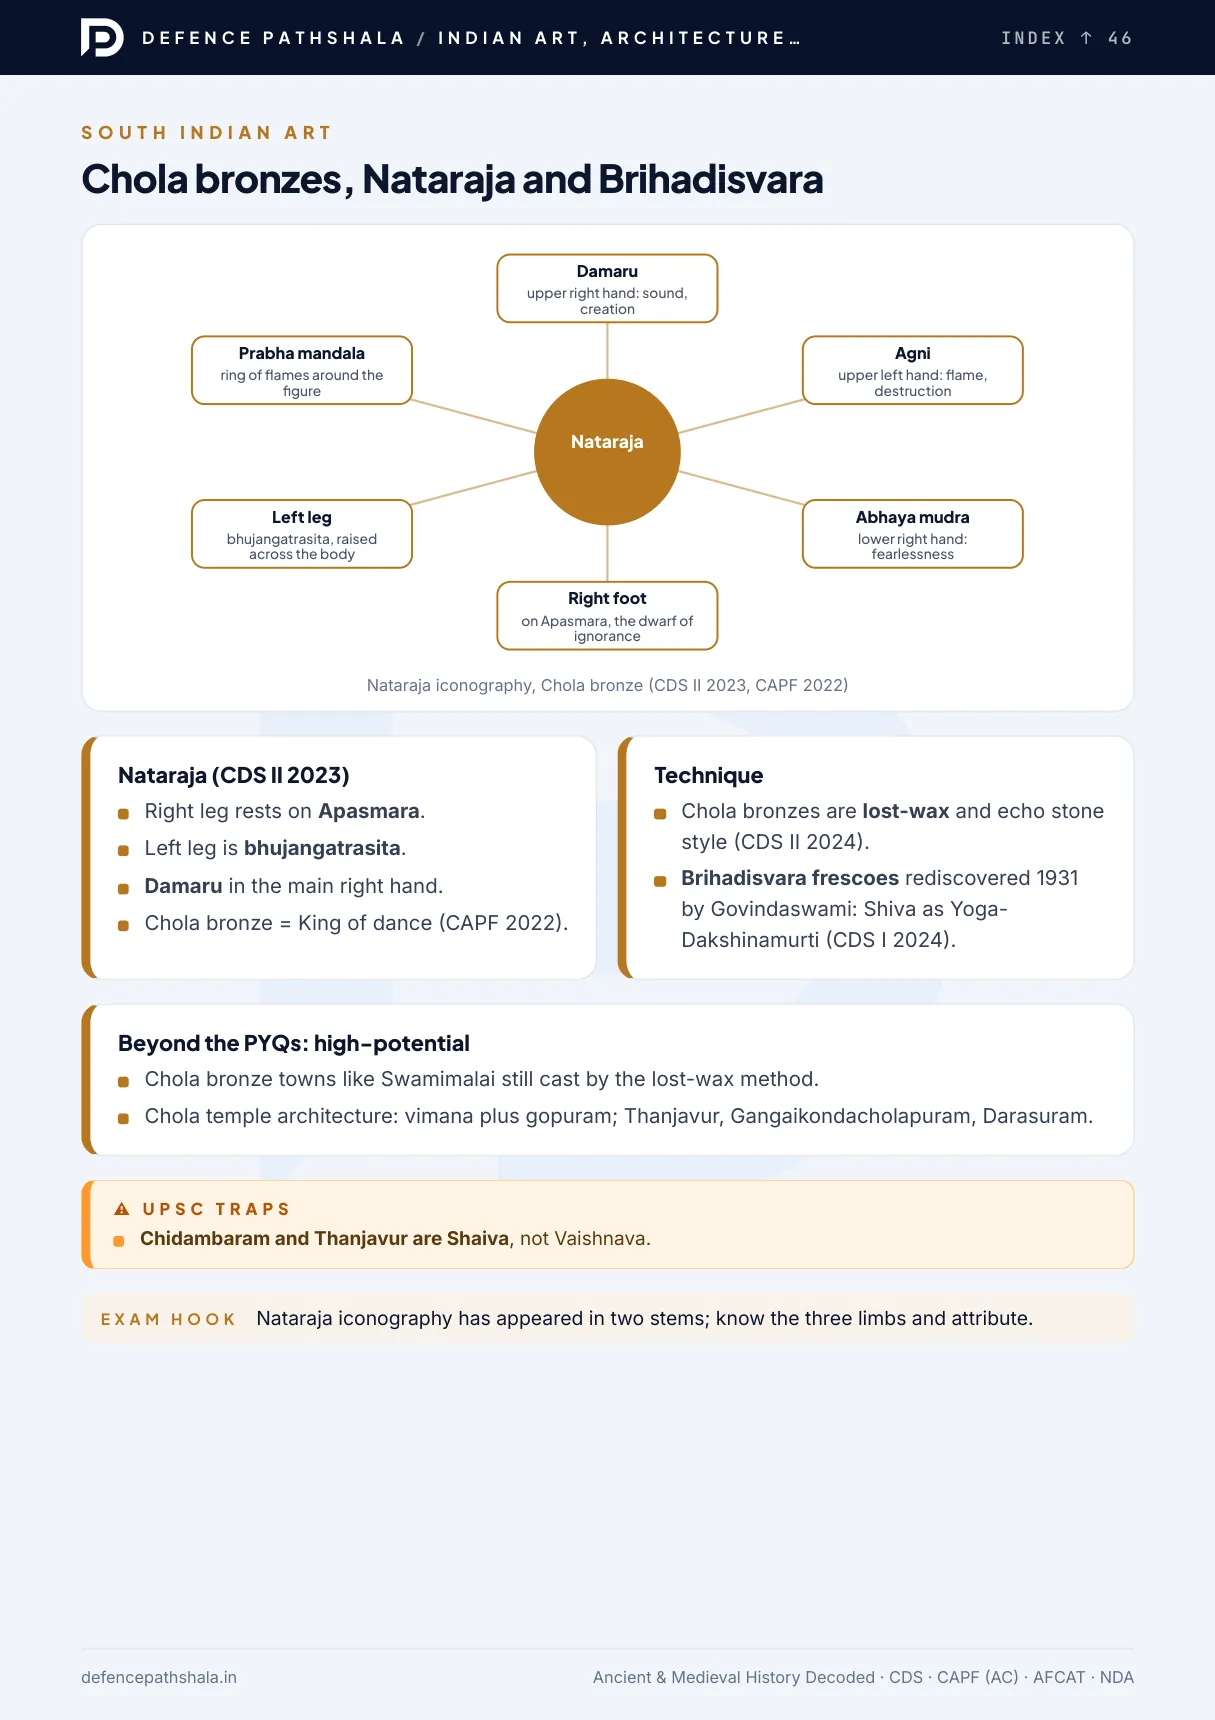 DEFENCE PATHSHALA / INDIAN ART, ARCHITECTURE…
INDEX ↑ 46
SOUTH INDIAN ART
Chola bronzes, Nataraja and Brihadisvara
Damaru
upper right hand: sound,
creation
Prabha mandala
ring of flames around the
figure
Agni
upper left hand: flame,
destruction
Nataraja
Left leg
bhujangatrasita, raised
across the body
Abhaya mudra
lower right hand:
fearlessness
Right foot
on Apasmara, the dwarf of
ignorance
Nataraja iconography, Chola bronze (CDS II 2023, CAPF 2022)
Nataraja (CDS II 2023)
Right leg rests on Apasmara.
Left leg is bhujangatrasita.
Damaru in the main right hand.
Chola bronze = King of dance (CAPF 2022).
Technique
Chola bronzes are lost-wax and echo stone
style (CDS II 2024).
Brihadisvara frescoes rediscovered 1931
by Govindaswami: Shiva as Yoga-
Dakshinamurti (CDS I 2024).
Beyond the PYQs: high-potential
Chola bronze towns like Swamimalai still cast by the lost-wax method.
Chola temple architecture: vimana plus gopuram; Thanjavur, Gangaikondacholapuram, Darasuram.
⚠ UPSC TRAPS
Chidambaram and Thanjavur are Shaiva, not Vaishnava.
EXAM HOOK Nataraja iconography has appeared in two stems; know the three limbs and attribute.
defencepathshala.in
Ancient & Medieval History Decoded · CDS · CAPF (AC) · AFCAT · NDA